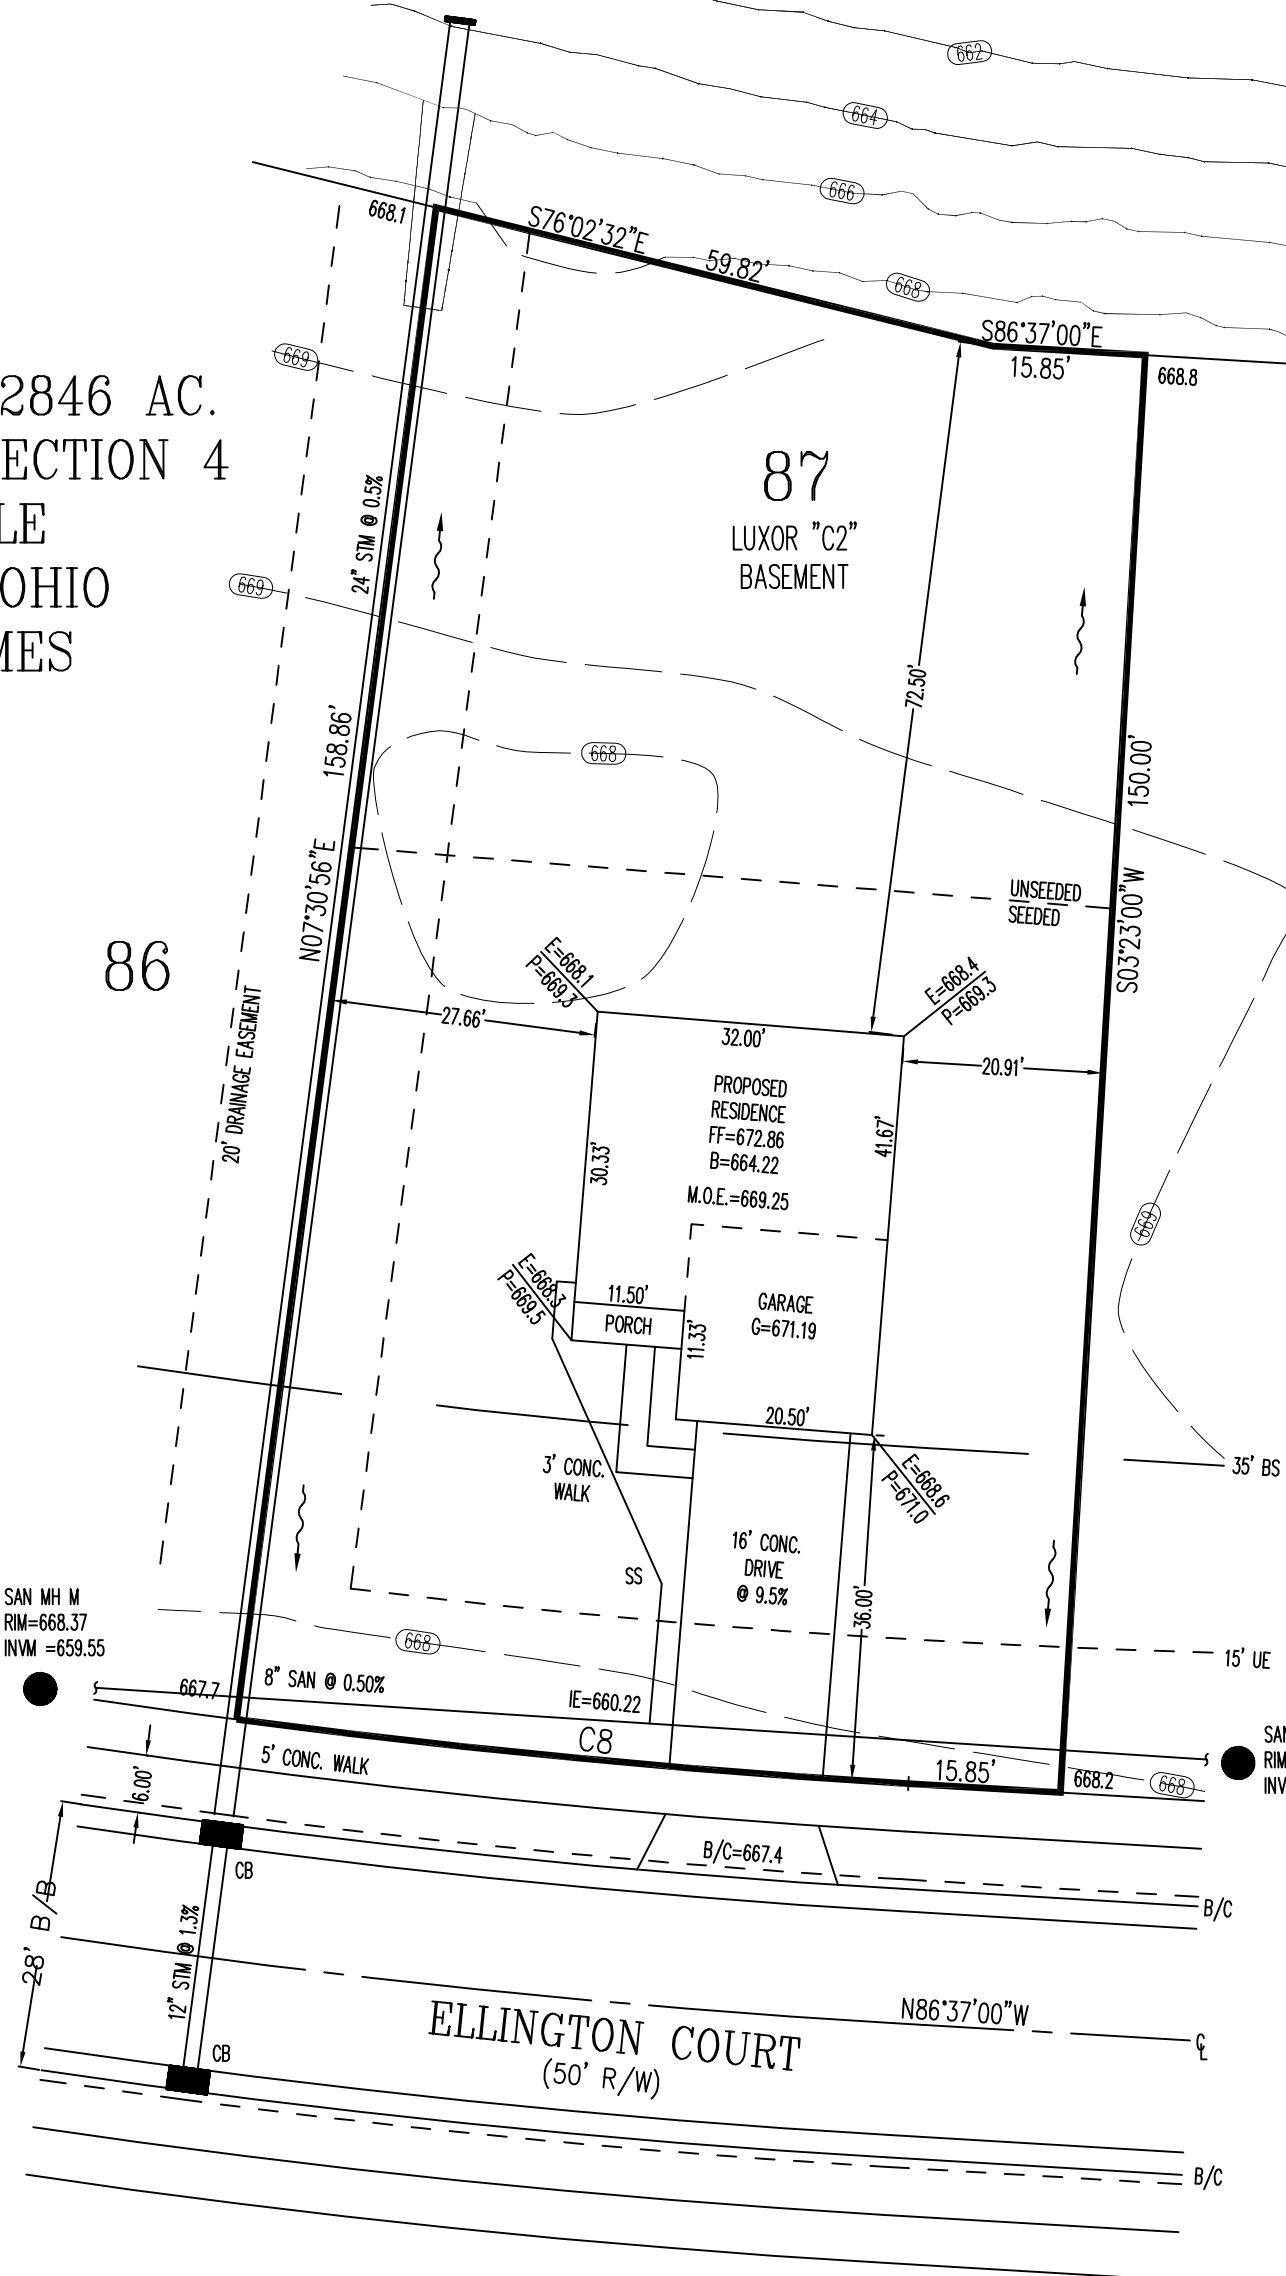 662
664
666
668.1
S76°02'32"E
59.82'
668
S86°37'00"E
15.85'
668.8
669
2846 AC.
ECTION 4
LE
OHIO
MES
87
LUXOR "C2"
BASEMENT
24" STM @ 0.5%
669
72.50'
158.86'
668
150.00'
N07°30'56"E
UNSEEDED
SEEDED
S03°23'00"W
86
E=668.1
P=669.3
E=668.4
P=669.3
27.66'
32.00'
20.91'
20' DRAINAGE EASEMENT
PROPOSED
RESIDENCE
FF=672.86
B=664.22
M.O.E.=669.25
41.67'
30.33'
669
E=668.3
P=669.5
11.50'
PORCH
11.33'
GARAGE
G=671.19
20.50'
3' CONC.
WALK
E=668.6
P=671.0
35' BS
16' CONC.
DRIVE
@ 9.5%
SS
36.00'
SAN MH M
RIM=668.37
INVM =659.55
668
15' UE
667.7
8" SAN @ 0.50%
IE=660.22
C8
15.85'
668.2
668
SAN
RIM
INV
5' CONC. WALK
6.00'
B/C=667.4
CB
28' B/B
B/C
12" STM @ 1.3%
N86°37'00"W
ELLINGTON COURT
(50' R/W)
CL
CB
B/C